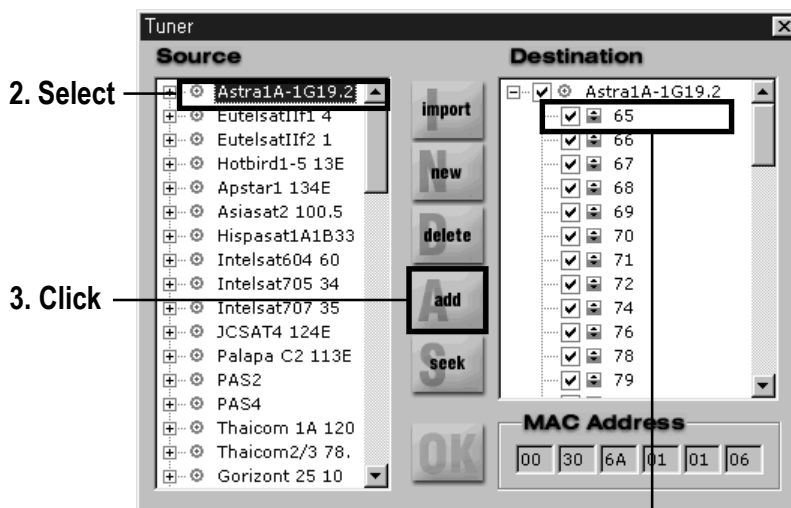 Tuner
Source
Destination
2. Select
Astra1A-1G19.2
EutelsatIIf1 4
EutelsatIIf2 1
Hotbird1-5 13E
Apstar1 134E
Asiasat2 100.5
Hispasat1A1B33
Intelsat604 60
Intelsat705 34
3. Click
Intelsat707 35
JCSAT4 124E
Palapa C2 113E
PAS2
PAS4
Thaicom 1A 120
Thaicom2/3 78.
Gorizont 25 10
import
new
delete
add
seek
OK
Astra1A-1G19.2
65
66
67
68
69
70
71
72
74
76
78
79
MAC Address
00 30 6A 01 01 06